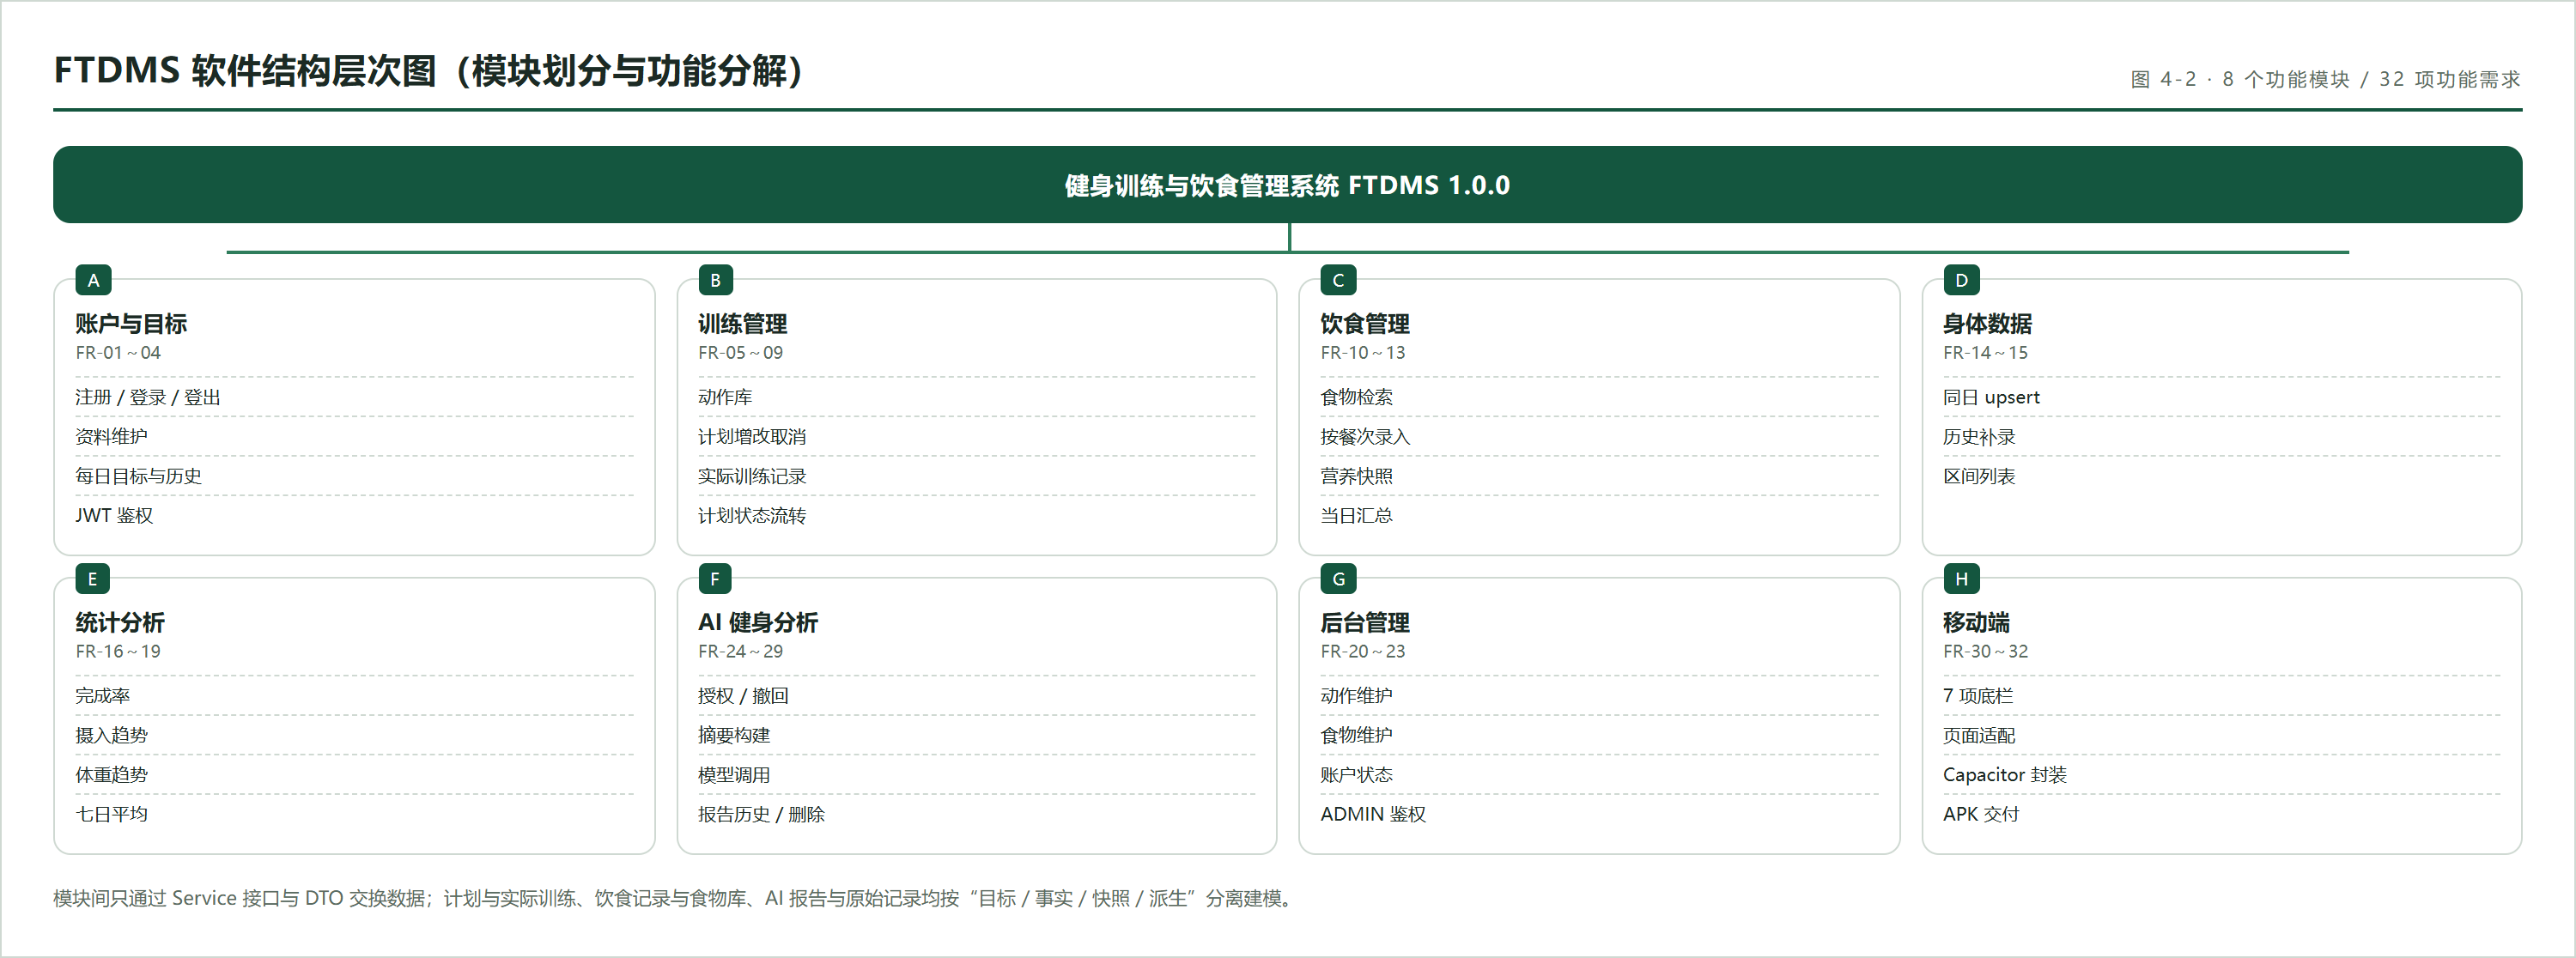 FTDMS 软件结构层次图（模块划分与功能分解）
图 4-2 · 8 个功能模块 / 32 项功能需求
健身训练与饮食管理系统 FTDMS 1.0.0
A
账户与目标
FR-01～04
注册 / 登录 / 登出
资料维护
每日目标与历史
JWT 鉴权
B
训练管理
FR-05～09
动作库
计划增改取消
实际训练记录
计划状态流转
C
饮食管理
FR-10～13
食物检索
按餐次录入
营养快照
当日汇总
D
身体数据
FR-14～15
同日 upsert
历史补录
区间列表
E
统计分析
FR-16～19
完成率
摄入趋势
体重趋势
七日平均
F
AI 健身分析
FR-24～29
授权 / 撤回
摘要构建
模型调用
报告历史 / 删除
G
后台管理
FR-20～23
动作维护
食物维护
账户状态
ADMIN 鉴权
H
移动端
FR-30～32
7 项底栏
页面适配
Capacitor 封装
APK 交付
模块间只通过 Service 接口与 DTO 交换数据；计划与实际训练、饮食记录与食物库、AI 报告与原始记录均按“目标 / 事实 / 快照 / 派生”分离建模。